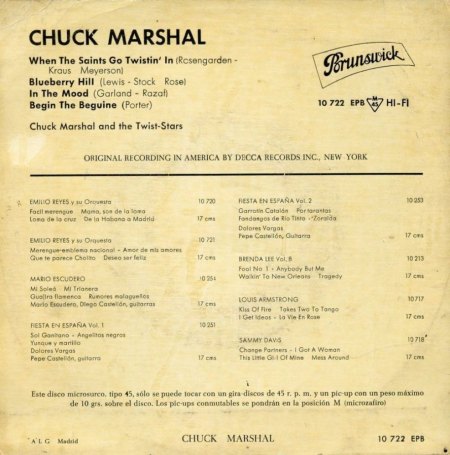 CHUCK MARSHAL
When The Saints Go Twistin' In (Rosengarden -
Kraus Meyerson)
Blueberry Hill (Lewis - Stock Rose)
In The Mood (Garland - Razaf)
Begin The Beguine (Porter)
Chuck Marshal and the Twist-Stars
Brunswick
10 722 EPB M 45 HI-FI
ORIGINAL RECORDING IN AMERICA BY DECCA RECORDS INC., NEW YORK
EMILIO REYES y su Orquesta 10 720
Facil merengue - Mama, son de la loma
Loma de la cruz De la Habana a Madrid 17 cms
EMILIO REYES y su Orquesta 10 721
Merengue-emblema nacional - Amor de mis amores
Que te parece Cholito Deseo ser feliz 17 cms
MARIO ESCUDERO 10 254
Mi Soleá Mi Trianera
Guajira flamenca Rumores malagueños
Mario Escudero, Diego Castellón, guitarras 17 cms
FIESTA EN ESPAÑA Vol. 1 10 251
Sol Ganitano - Angelitos negros
Yunque y martillo
Dolores Vargas
Pepe Castellón, guitarra 17 cms
FIESTA EN ESPAÑA Vol. 2 10 253
Garrotín Catalán Por tarantas
Fandangos de Río Tinto - Zoraida
Dolores Vargas
Pepe Castellón, Guitarra 17 cms
BRENDA LEE Vol. 8 10 213
Fool No. 1 - Anybody But Me
Walkin' To New Orleans Tragedy 17 cms
LOUIS ARMSTRONG 10 717
Kiss Of Fire - Takes Two To Tango
I Get Ideas - La Vie En Rose 17 cms
SAMMY DAVIS 10 718
Change Partners - I Got A Woman
This Little Girl Of Mine Mess Around 17 cms
Este disco microsurco, tipo 45, sólo se puede tocar con un gira-discos de 45 r. p. m. y un pic-up con un peso máximo
de 10 grs. sobre el disco. Los pic-ups conmutables se pondrán en la posición M (microzafiro)
A L G Madrid CHUCK MARSHAL 10 722 EPB